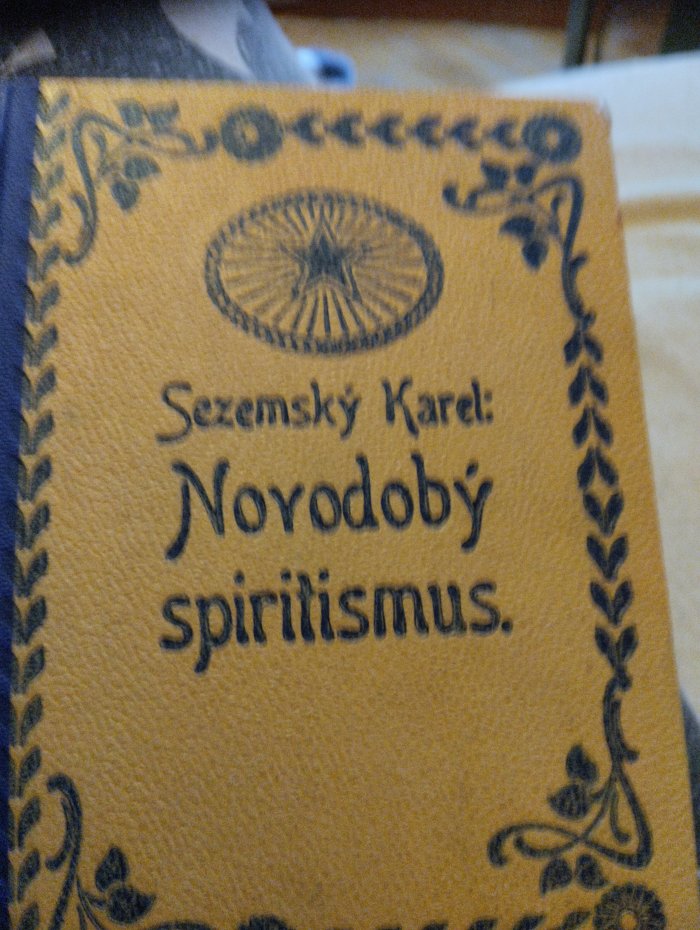 Sezemský Karel:
Novodobý
spiritismus.